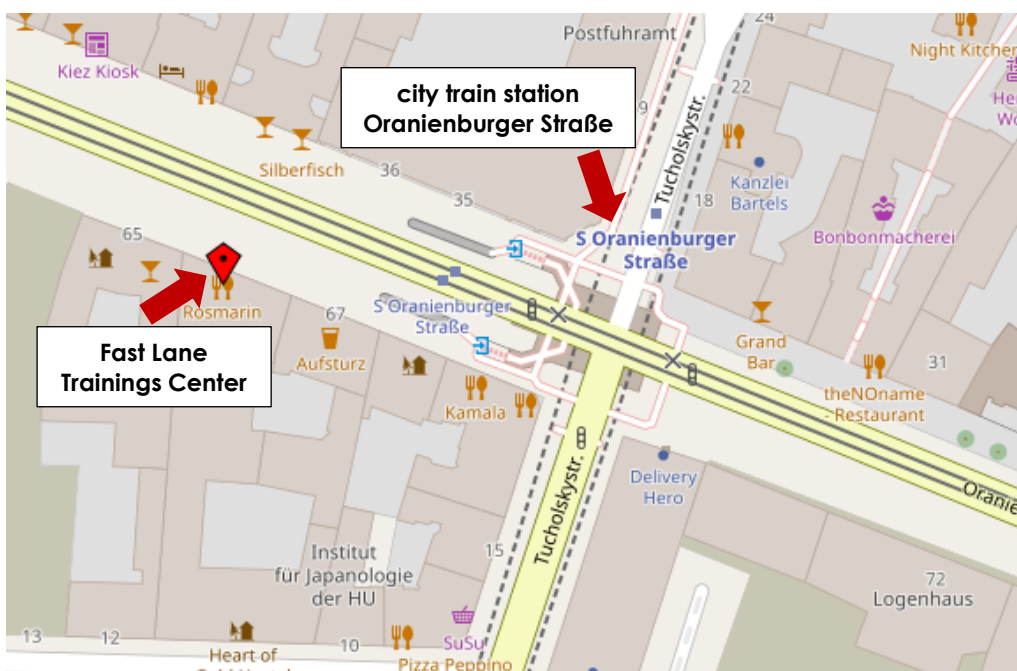 Postfuhramt
24
Night Kitchen
Kiez Kiosk
city train station
Oranienburger Straße
9
22
Tucholskystr.
Silberfisch
36
Kanzlei
Bartels
18
35
Bonbonmacherei
65
S Oranienburger
Straße
Rosmarin
67
S Oranienburger
Straße
Aufsturz
Fast Lane
Trainings Center
Grand
Bar
31
theNOname
- Restaurant
Kamala
Delivery
Hero
Oranie
Tucholskystr.
15
Institut
für Japanologie
der HU
72
Logenhaus
13
12
10
SuSu
Heart of
Pizza Peppino